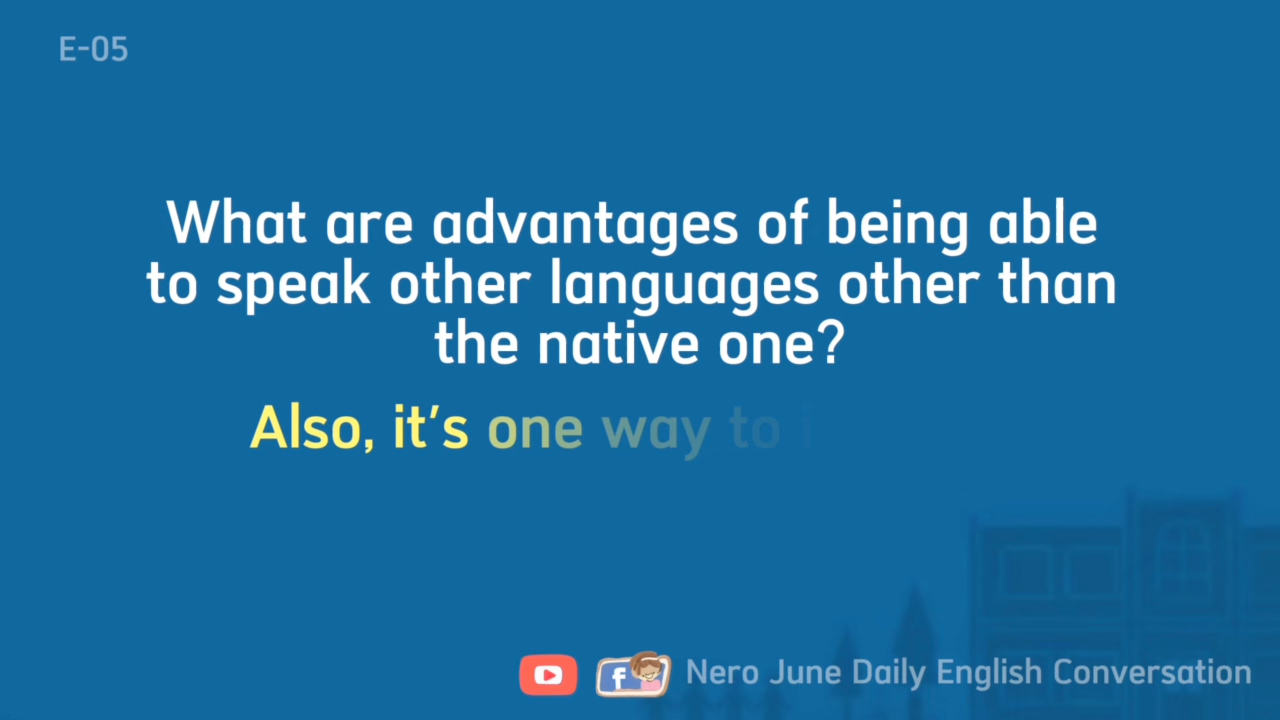 E-05
What are advantages of being able
to speak other languages other than
the native one?
Also, it's one way to
Nero June Daily English Conversation